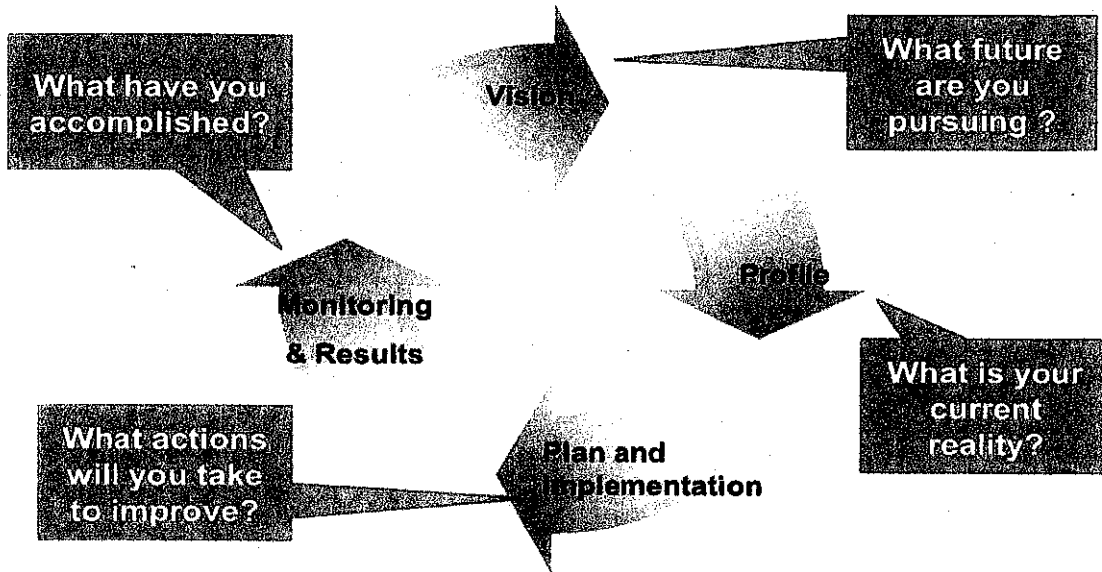 What have you
accomplished?
Vision
What future
are you
pursuing ?
Profile
Monitoring
& Results
What is your
current
reality?
What actions
will you take
to improve?
Plan and
Implementation